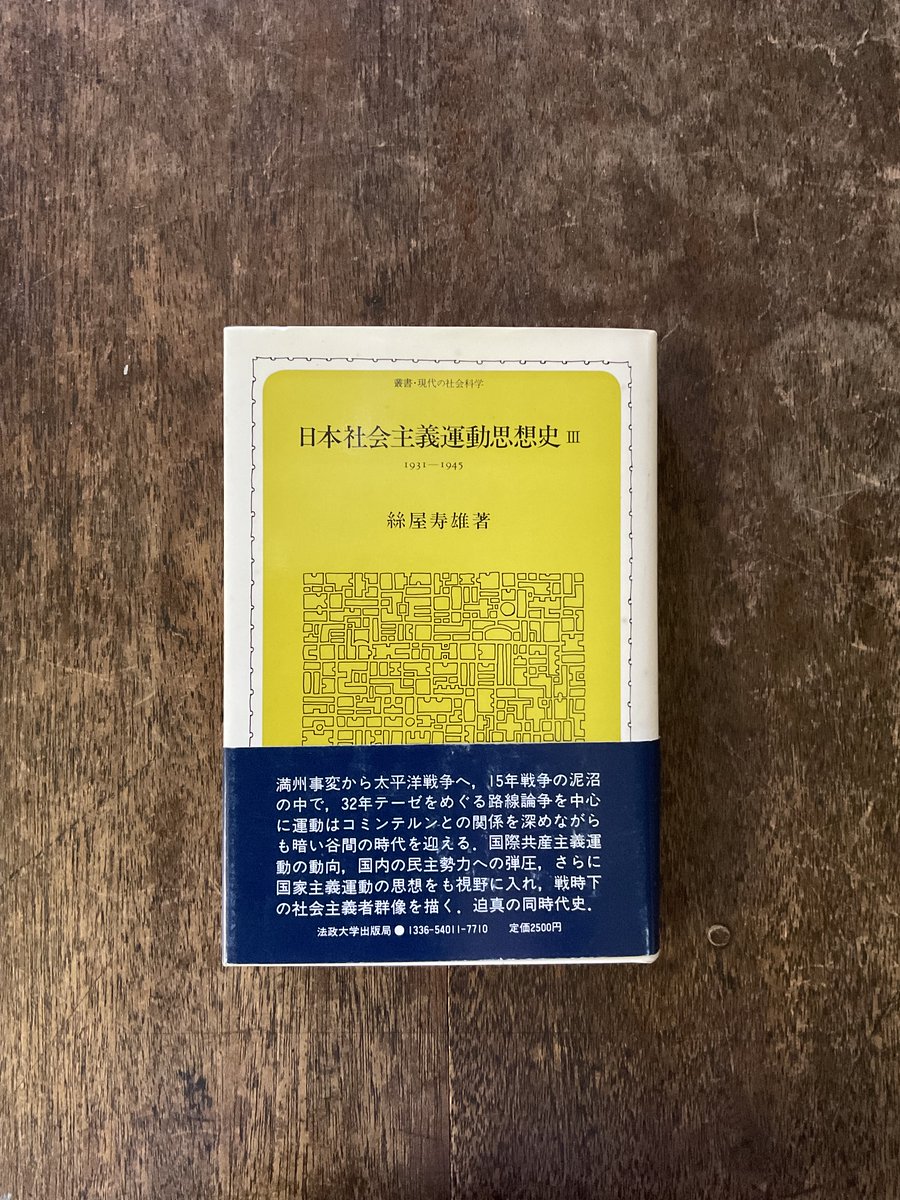 叢書・現代の社会科学
日本社会主義運動思想史 Ⅲ
1931—1945
絲屋寿雄著
満州事変から太平洋戦争へ，15年戦争の泥沼
の中で，32年テーゼをめぐる路線論争を中心
に運動はコミンテルンとの関係を深めながら
も暗い谷間の時代を迎える．国際共産主義運
動の動向，国内の民主勢力への弾圧，さらに
国家主義運動の思想をも視野に入れ，戦時下
の社会主義者群像を描く．迫真の同時代史．
法政大学出版局●1336-54011-7710 定価2500円